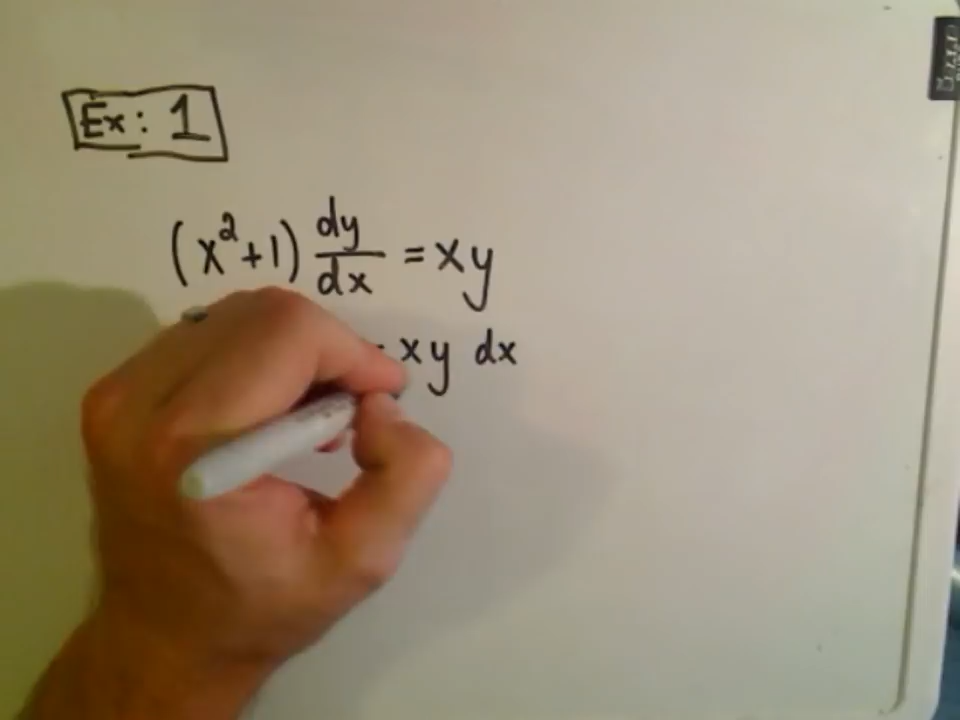 Ex: 1
(x²+1) dy/dx = xy
xy dx